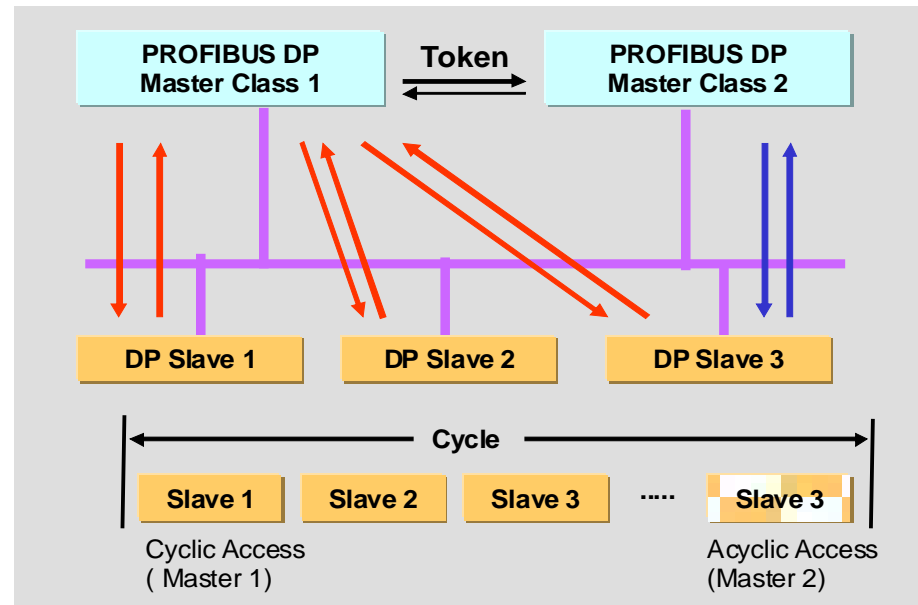 PROFIBUS DP
Master Class 1
Token
PROFIBUS DP
Master Class 2
DP Slave 1
DP Slave 2
DP Slave 3
Cycle
Slave 1
Slave 2
Slave 3
.....
Slave 3
Cyclic Access
( Master 1)
Acyclic Access
(Master 2)